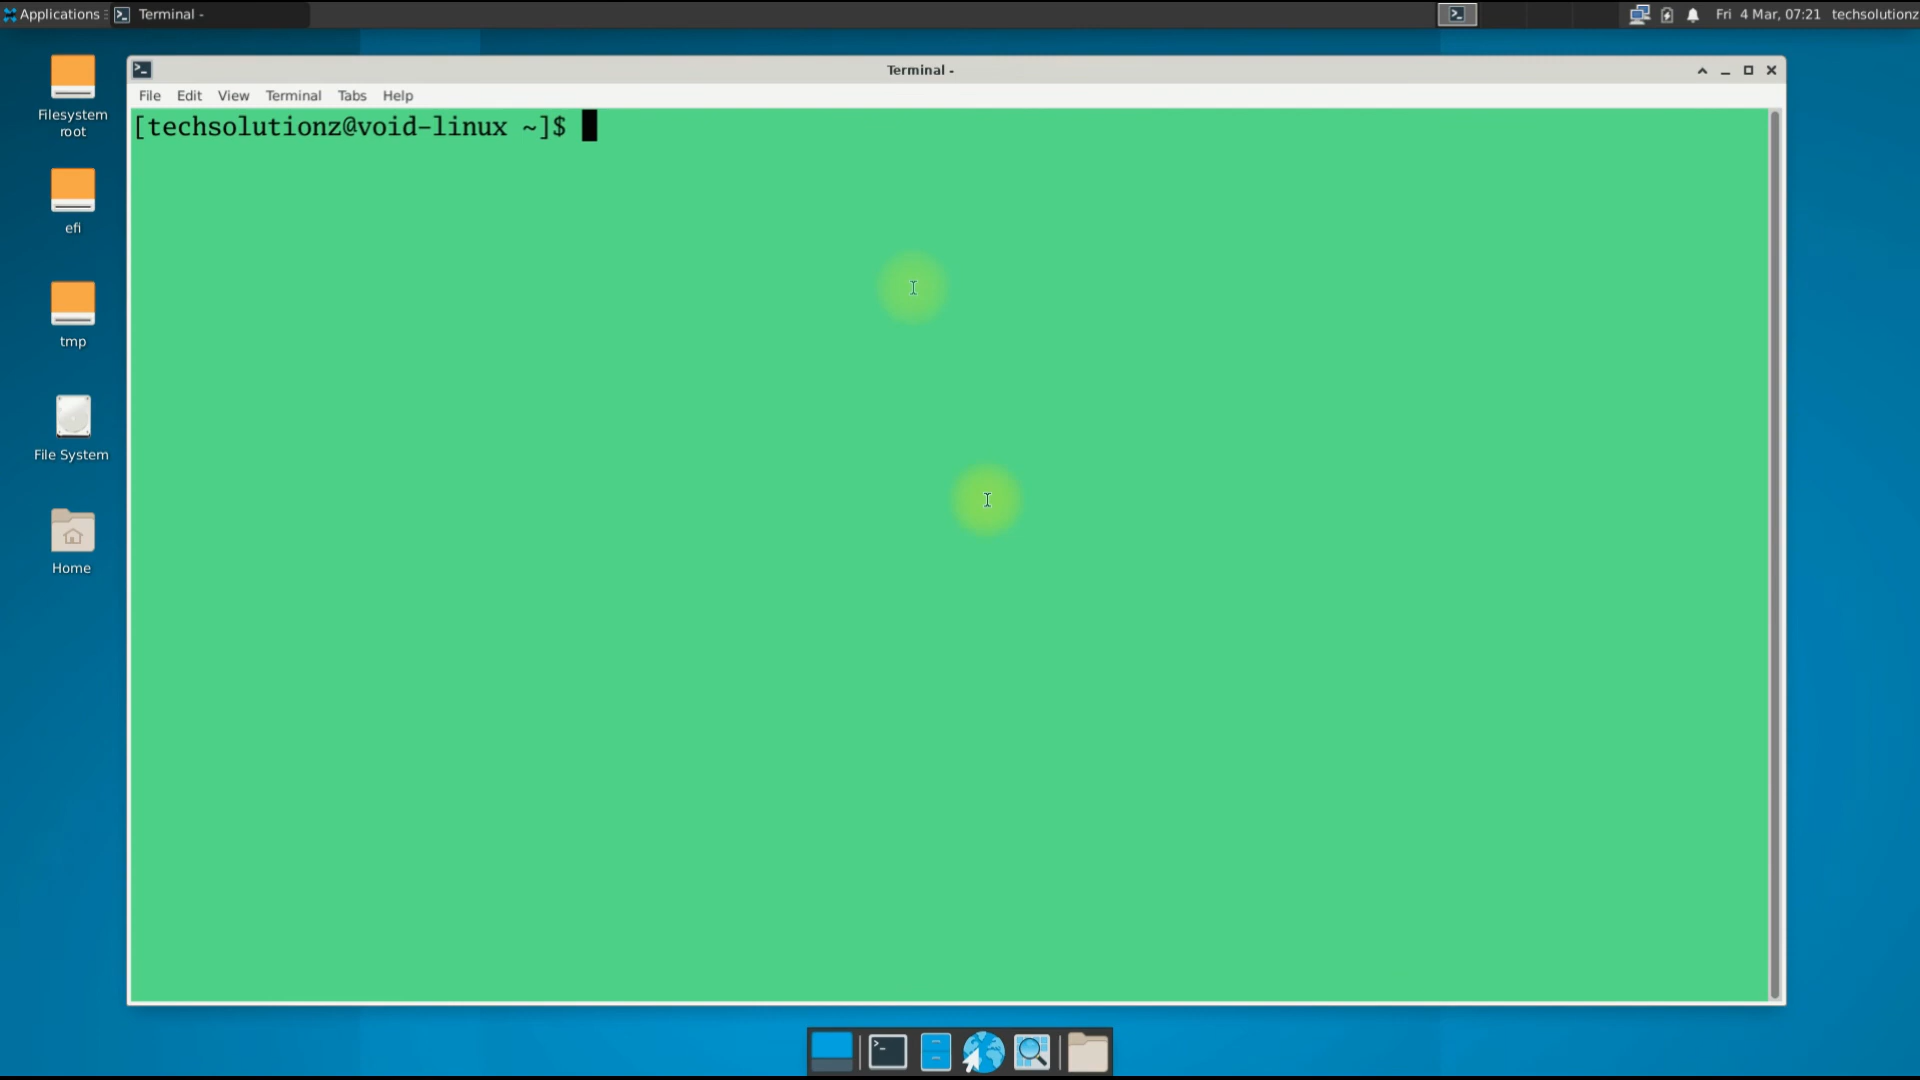 Applications
Terminal -
Fri 4 Mar, 07:21
techsolutionz
Terminal -
File Edit View Terminal Tabs Help
[techsolutionz@void-linux ~]$
Filesystem
root
efi
tmp
File System
Home